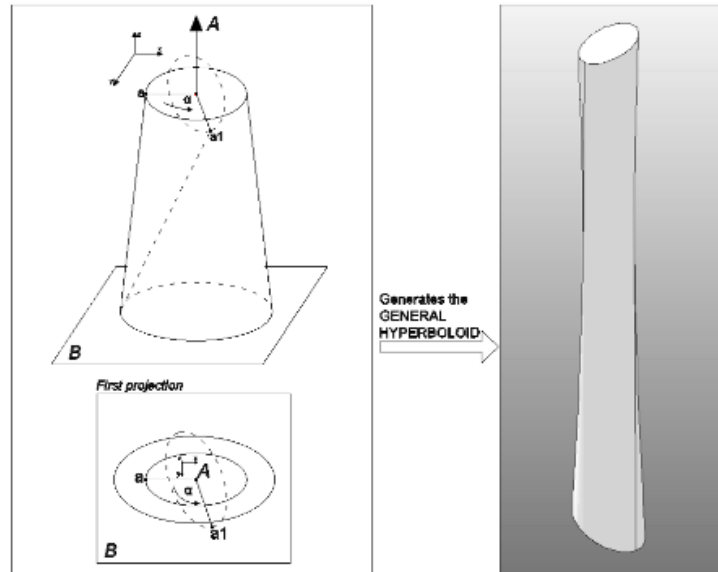 A
a
α
a1
B
Generates the
GENERAL
HYPERBOLOID
First projection
A
a
α
a1
B